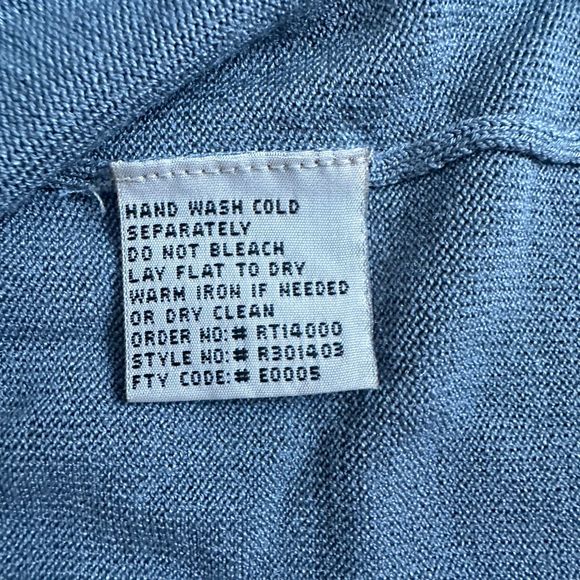 HAND WASH COLD
SEPARATELY
DO NOT BLEACH
LAY FLAT TO DRY
WARM IRON IF NEEDED
OR DRY CLEAN
ORDER NO:# RT14000
STYLE NO:# R301403
FTY CODE:# E0005